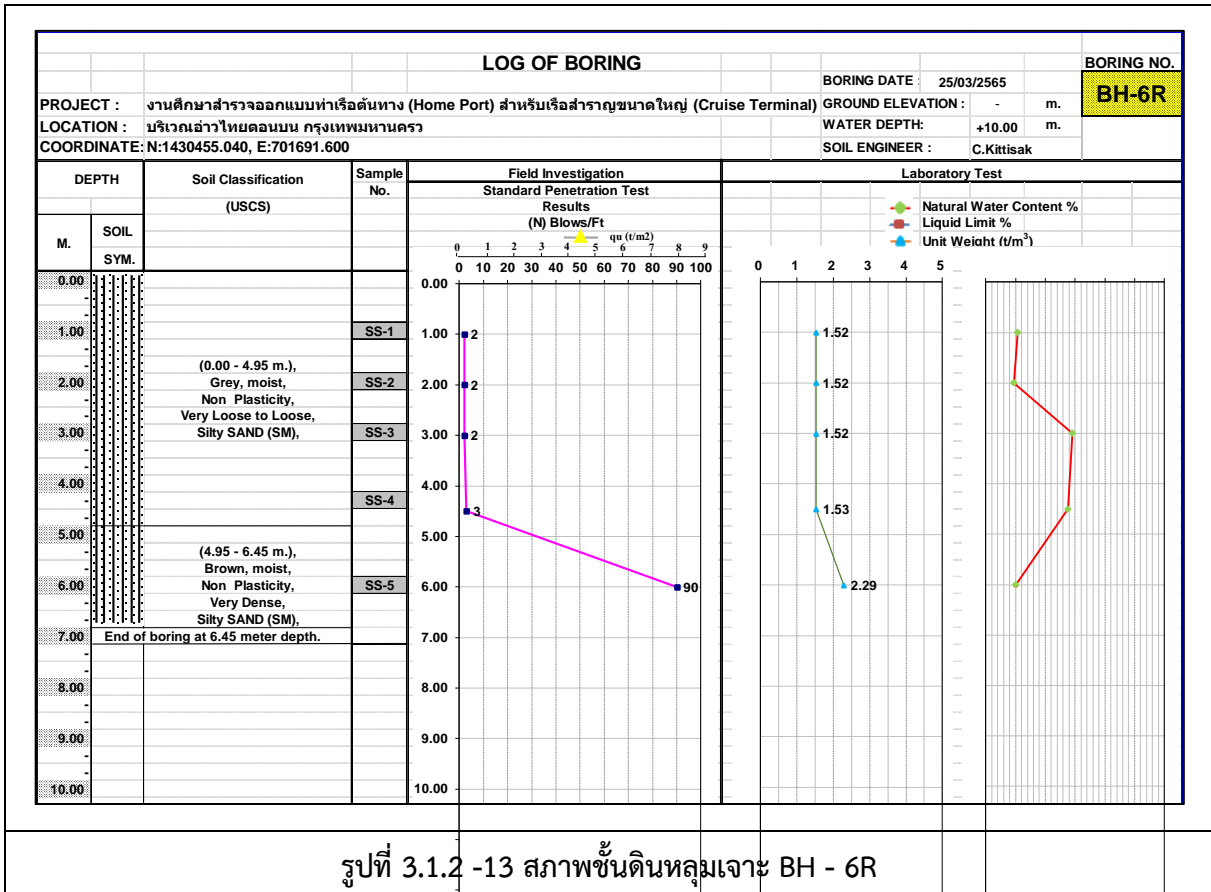 LOG OF BORING
BORING NO.
BH-6R
BORING DATE : 25/03/2565
PROJECT : งานศึกษาสำรวจออกแบบท่าเรือต้นทาง (Home Port) สำหรับเรือสำราญขนาดใหญ่ (Cruise Terminal) GROUND ELEVATION : - m.
LOCATION : บริเวณอ่าวไทยตอนบน กรุงเทพมหานครว WATER DEPTH: +10.00 m.
COORDINATE: N:1430455.040, E:701691.600 SOIL ENGINEER : C.Kittisak
DEPTH Soil Classification Sample Field Investigation Laboratory Test
(USCS) No. Standard Penetration Test
Results
(N) Blows/Ft
M. SOIL
SYM.
qu (t/m2)
0 1 2 3 4 5 6 7 8 9
0 10 20 30 40 50 60 70 80 90 100
Natural Water Content %
Liquid Limit %
Unit Weight (t/m3)
0 1 2 3 4 5
0.00 0.00
1.00 SS-1 1.00 2 1.52
(0.00 - 4.95 m.),
2.00 Grey, moist, SS-2 2.00 2 1.52
Non Plasticity,
Very Loose to Loose,
3.00 Silty SAND (SM), SS-3 3.00 2 1.52
4.00 4.00
SS-4 3 1.53
5.00 5.00
(4.95 - 6.45 m.),
Brown, moist,
6.00 Non Plasticity, SS-5 6.00 90 2.29
Very Dense,
Silty SAND (SM),
7.00 End of boring at 6.45 meter depth. 7.00
8.00 8.00
9.00 9.00
10.00 10.00
รูปที่ 3.1.2 -13 สภาพชั้นดินหลุมเจาะ BH - 6R